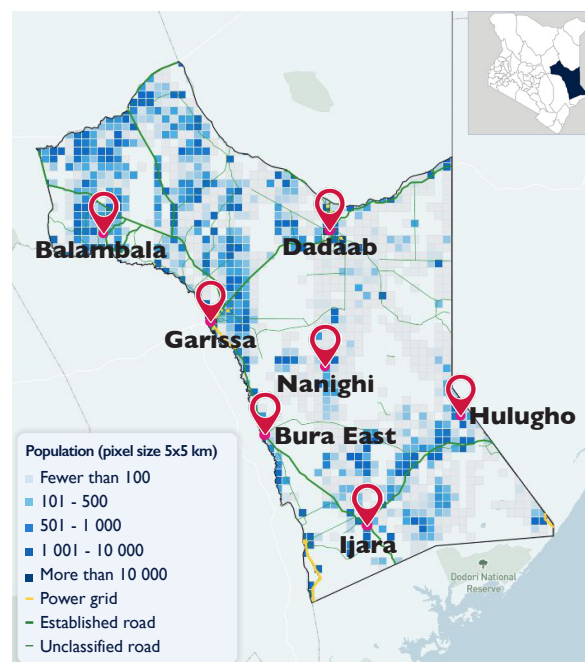 Balambala
Dadaab
Garissa
Nanighi
Hulugho
Bura East
Ijara
Dodori National
Reserve
Population (pixel size 5x5 km)
Fewer than 100
101 - 500
501 - 1 000
1 001 - 10 000
More than 10 000
Power grid
Established road
Unclassified road